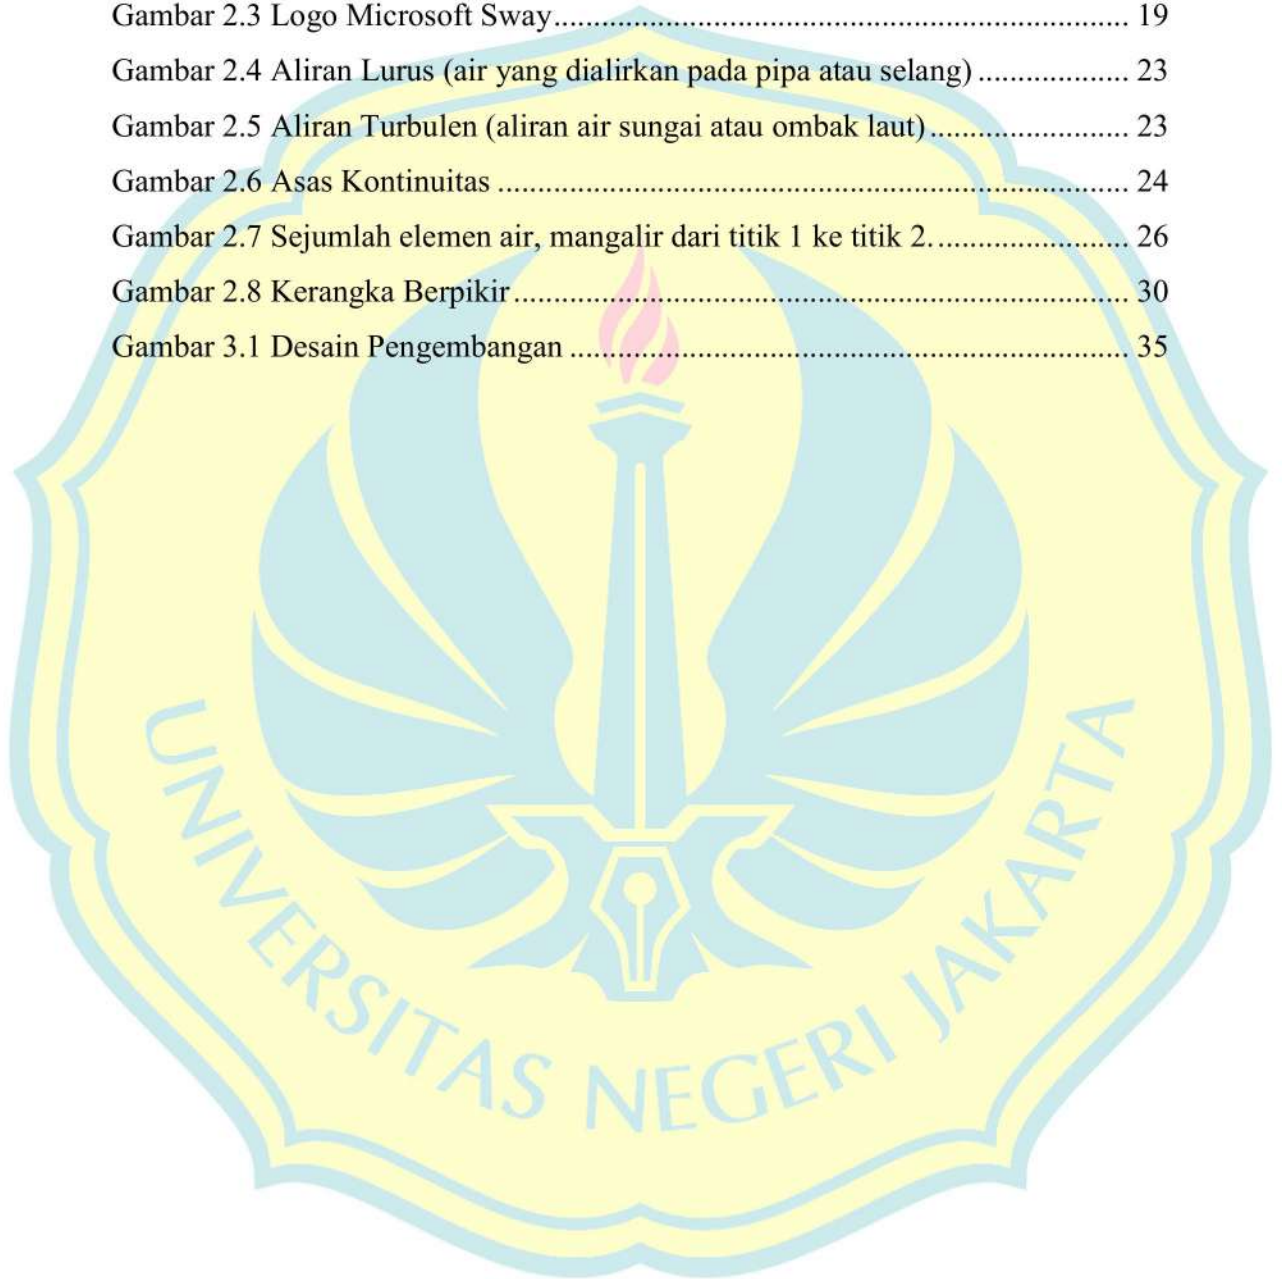 Gambar 2.3 Logo Microsoft Sway........................................................................ 19
Gambar 2.4 Aliran Lurus (air yang dialirkan pada pipa atau selang) ................... 23
Gambar 2.5 Aliran Turbulen (aliran air sungai atau ombak laut)......................... 23
Gambar 2.6 Asas Kontinuitas ............................................................................... 24
Gambar 2.7 Sejumlah elemen air, mangalir dari titik 1 ke titik 2......................... 26
Gambar 2.8 Kerangka Berpikir............................................................................. 30
Gambar 3.1 Desain Pengembangan ...................................................................... 35
UNIVERSITAS NEGERI JAKARTA